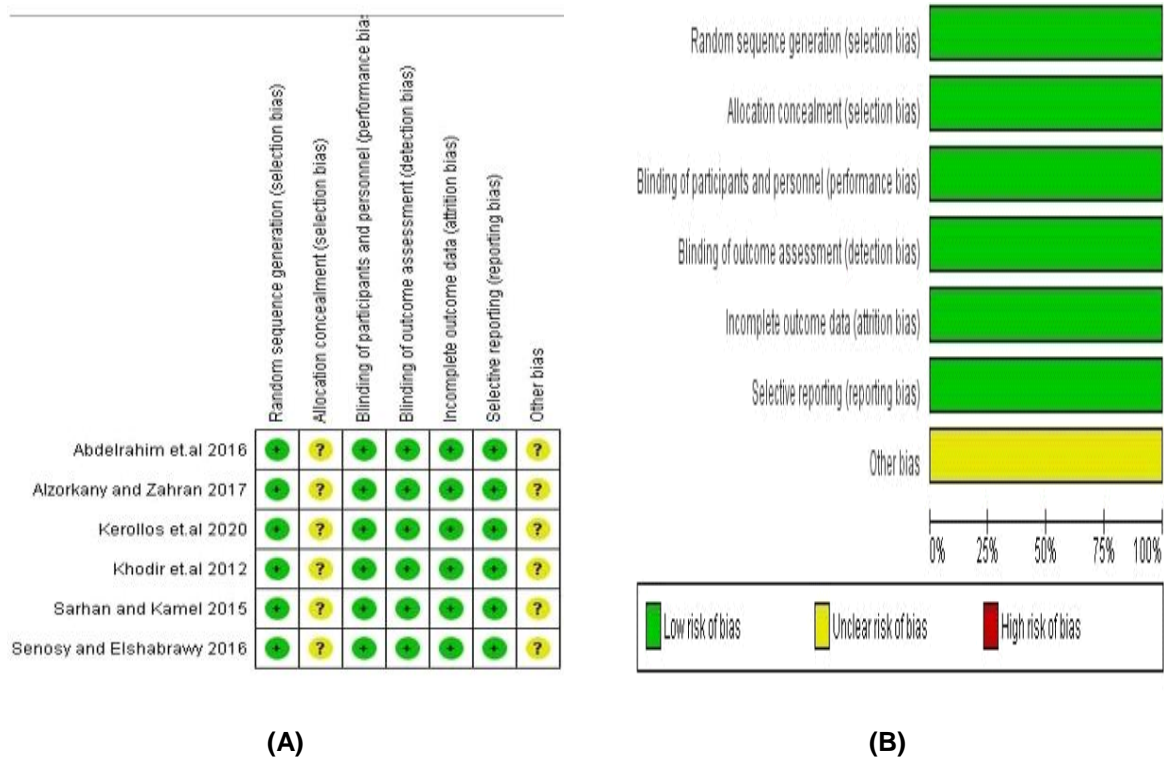 Random sequence generation (selection bias)
Allocation concealment (selection bias)
Blinding of participants and personnel (performance bias
Blinding of outcome assessment (detection bias)
Incomplete outcome data (attrition bias)
Selective reporting (reporting bias)
Other bias
Abdelrahim et.al 2016 + ? + + + + ?
Alzorkany and Zahran 2017 + ? + + + + ?
Kerollos et.al 2020 + ? + + + + ?
Khodir et.al 2012 + ? + + + + ?
Sarhan and Kamel 2015 + ? + + + + ?
Senosy and Elshabrawy 2016 + ? + + + + ?
(A)
Random sequence generation (selection bias)
Allocation concealment (selection bias)
Blinding of participants and personnel (performance bias)
Blinding of outcome assessment (detection bias)
Incomplete outcome data (attrition bias)
Selective reporting (reporting bias)
Other bias
0% 25% 50% 75% 100%
Low risk of bias Unclear risk of bias High risk of bias
(B)